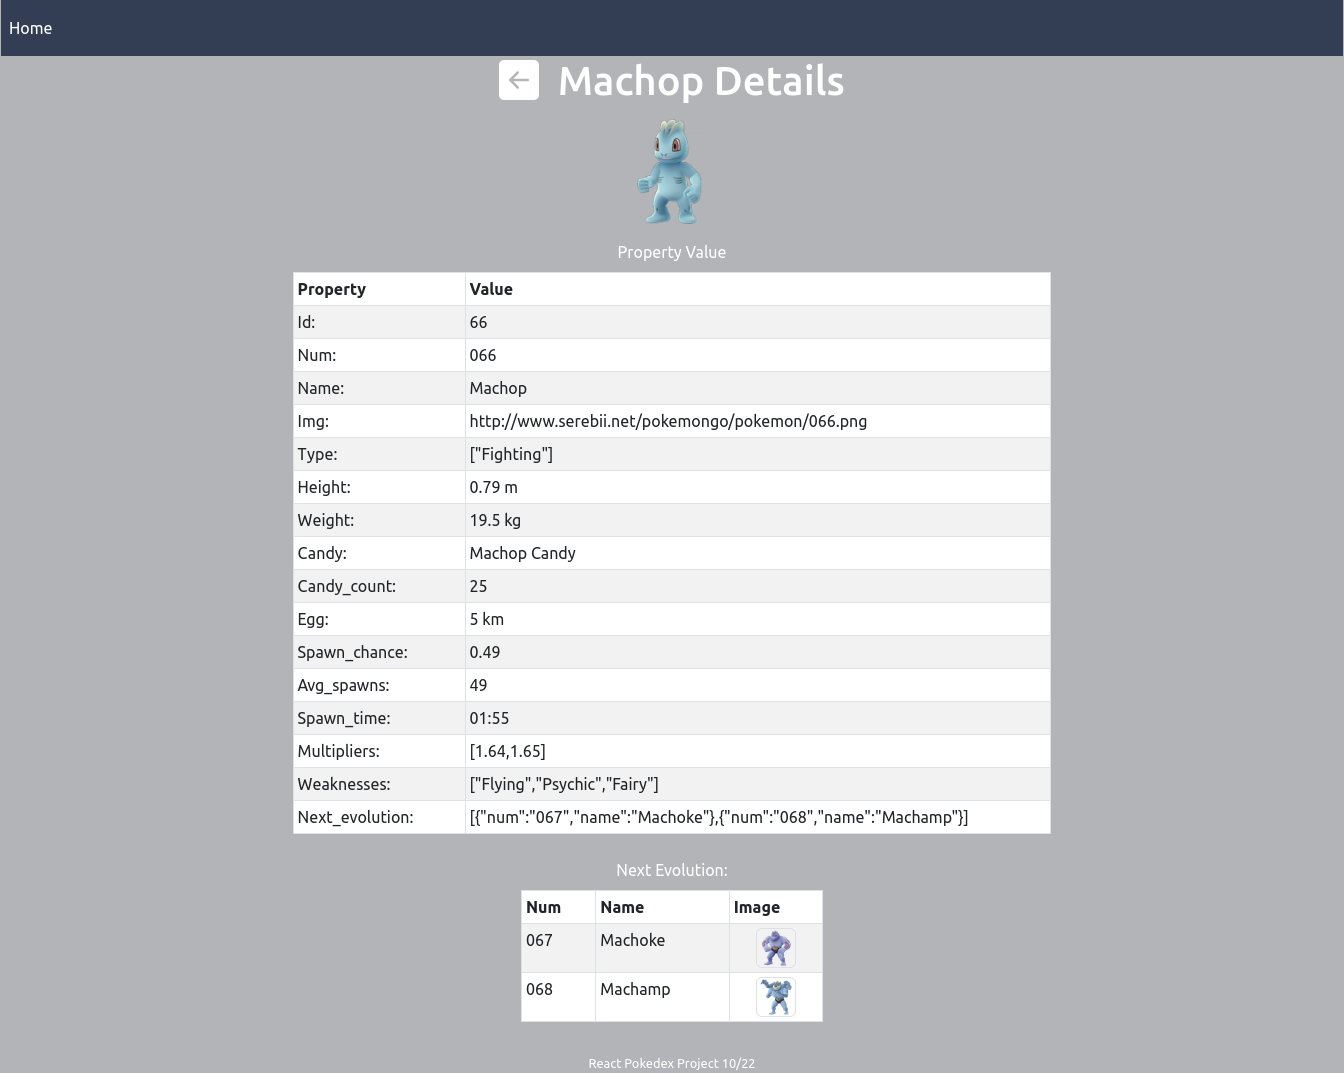 Home
Machop Details
Property Value
Property Value
Id: 66
Num: 066
Name: Machop
Img: http://www.serebii.net/pokemongo/pokemon/066.png
Type: ["Fighting"]
Height: 0.79 m
Weight: 19.5 kg
Candy: Machop Candy
Candy_count: 25
Egg: 5 km
Spawn_chance: 0.49
Avg_spawns: 49
Spawn_time: 01:55
Multipliers: [1.64,1.65]
Weaknesses: ["Flying","Psychic","Fairy"]
Next_evolution: [{"num":"067","name":"Machoke"},{"num":"068","name":"Machamp"}]
Next Evolution:
Num Name Image
067 Machoke
068 Machamp
React Pokedex Project 10/22